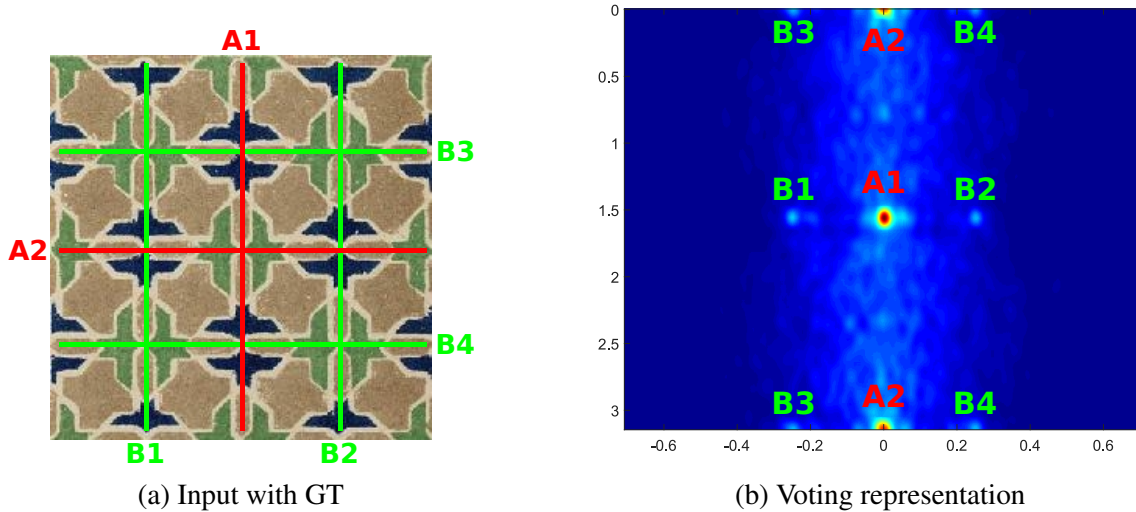 A1
B3
A2
B4
B1 B2
(a) Input with GT
0
0.5
1
1.5
2
2.5
3
B3 A2 B4
B1 A1 B2
B3 A2 B4
-0.6 -0.4 -0.2 0 0.2 0.4 0.6
(b) Voting representation